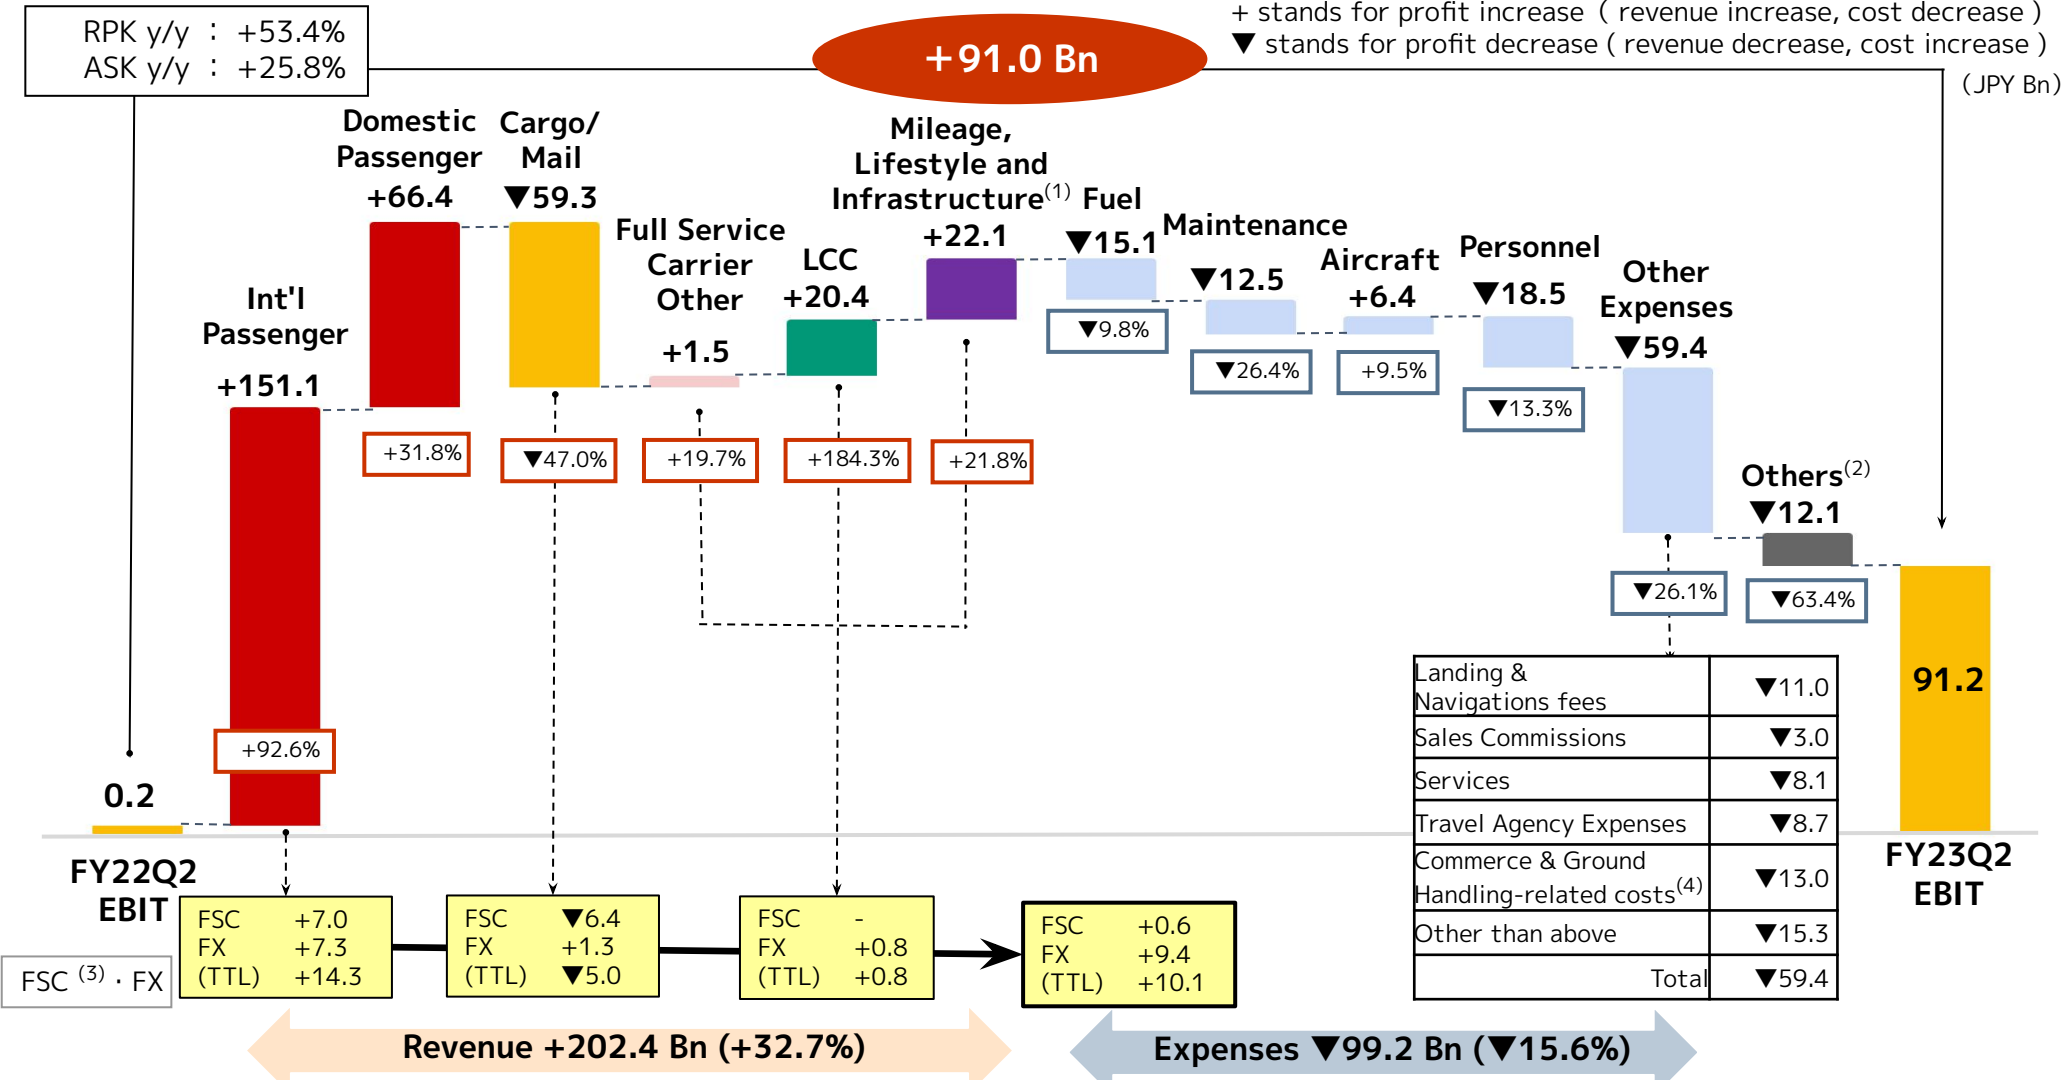 RPK y/y : +53.4%
ASK y/y : +25.8%
+91.0 Bn
+ stands for profit increase ( revenue increase, cost decrease )
▼ stands for profit decrease ( revenue decrease, cost increase )
(JPY Bn)
Int'l
Passenger
+151.1
+92.6%
Domestic
Passenger
+66.4
+31.8%
Cargo/
Mail
▼59.3
▼47.0%
Full Service
Carrier
Other
+1.5
+19.7%
LCC
+20.4
+184.3%
Mileage,
Lifestyle and
Infrastructure(1)
+22.1
+21.8%
Fuel
▼15.1
▼9.8%
Maintenance
▼12.5
▼26.4%
Aircraft
+6.4
+9.5%
Personnel
▼18.5
▼13.3%
Other
Expenses
▼59.4
▼26.1%
Others(2)
▼12.1
▼63.4%
0.2
FY22Q2
EBIT
91.2
FY23Q2
EBIT
Landing &
Navigations fees ▼11.0
Sales Commissions ▼3.0
Services ▼8.1
Travel Agency Expenses ▼8.7
Commerce & Ground
Handling-related costs(4) ▼13.0
Other than above ▼15.3
Total ▼59.4
FSC (3) · FX
FSC +7.0
FX +7.3
(TTL) +14.3
FSC ▼6.4
FX +1.3
(TTL) ▼5.0
FSC -
FX +0.8
(TTL) +0.8
FSC +0.6
FX +9.4
(TTL) +10.1
Revenue +202.4 Bn (+32.7%)
Expenses ▼99.2 Bn (▼15.6%)